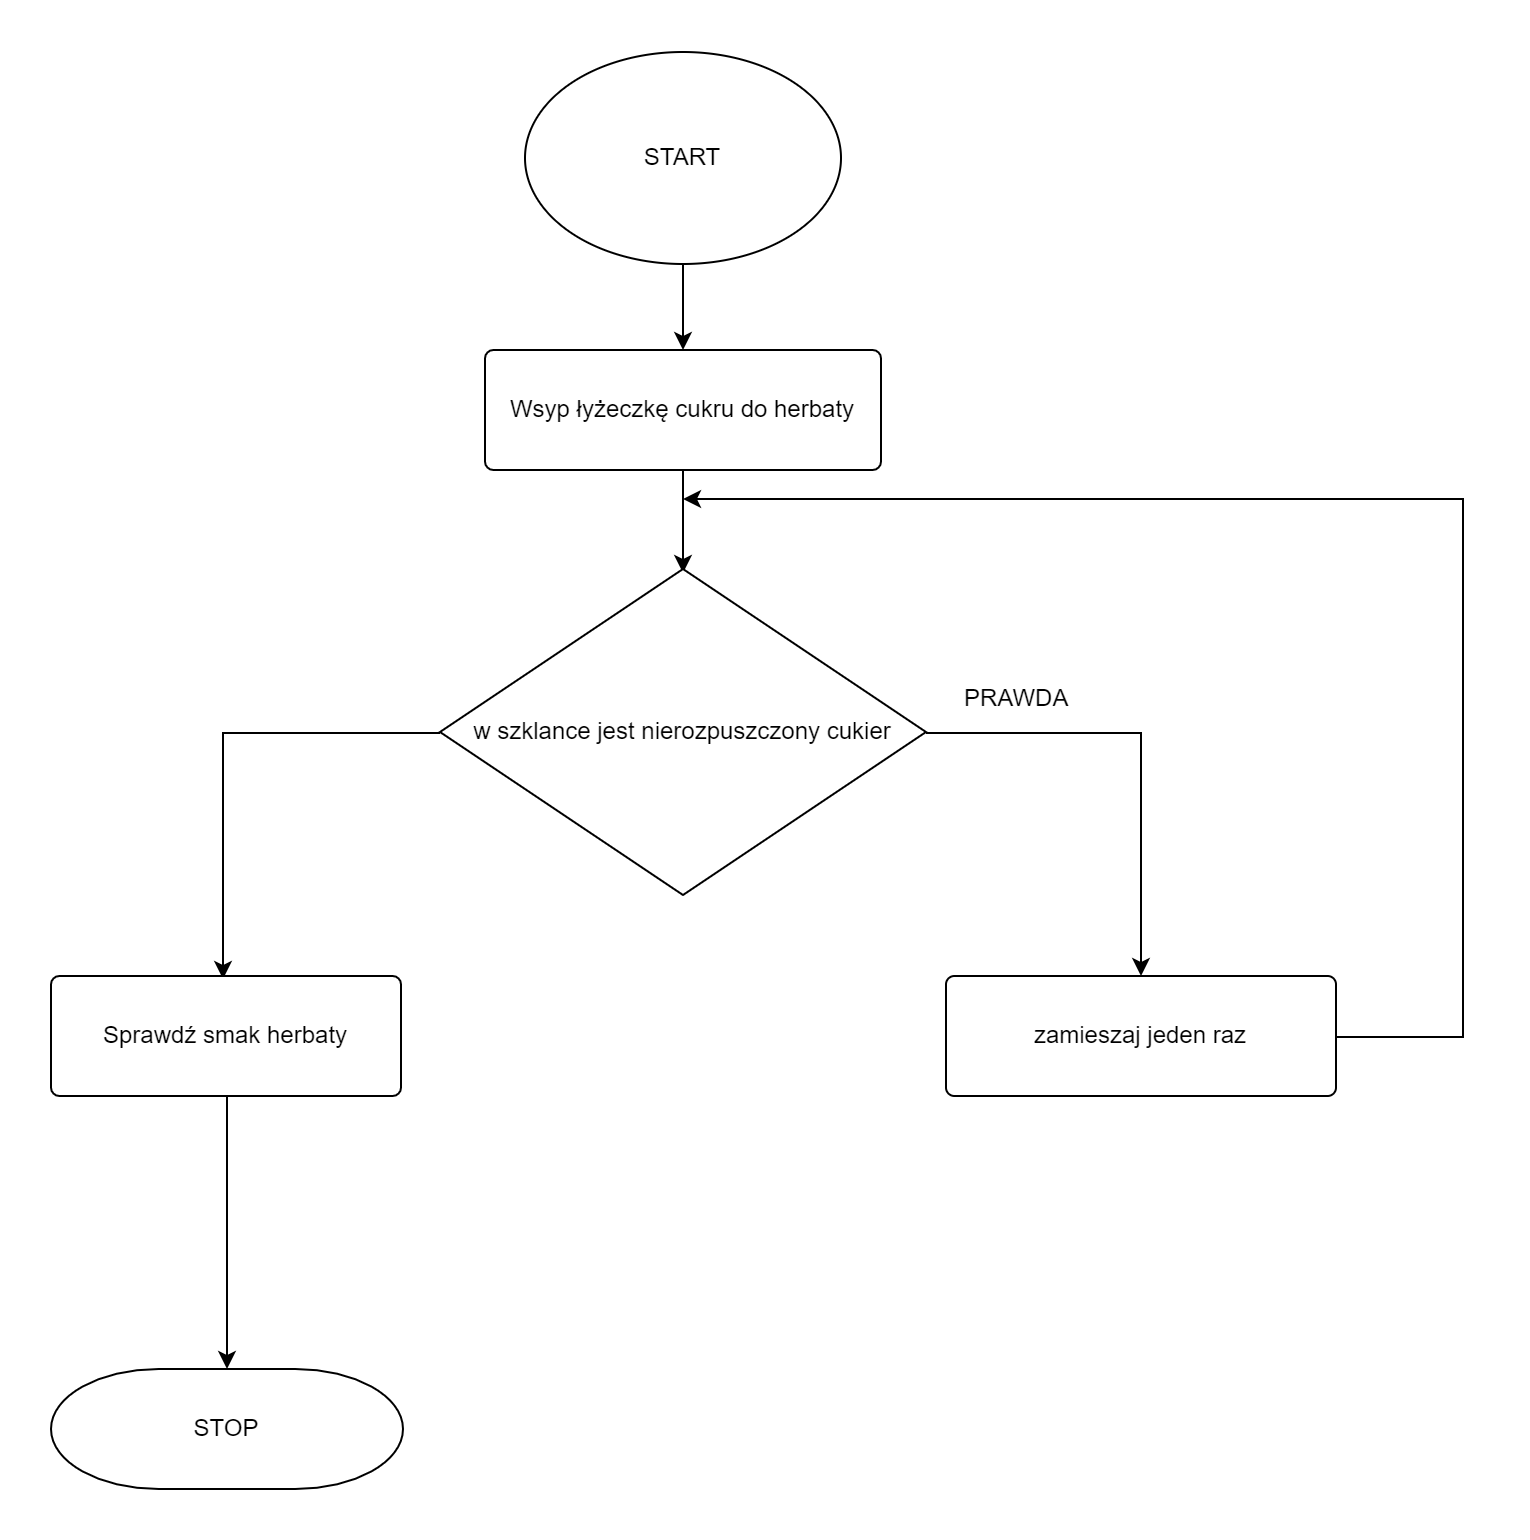 START
Wsyp łyżeczkę cukru do herbaty
PRAWDA
w szklance jest nierozpuszczony cukier
Sprawdź smak herbaty
zamieszaj jeden raz
STOP